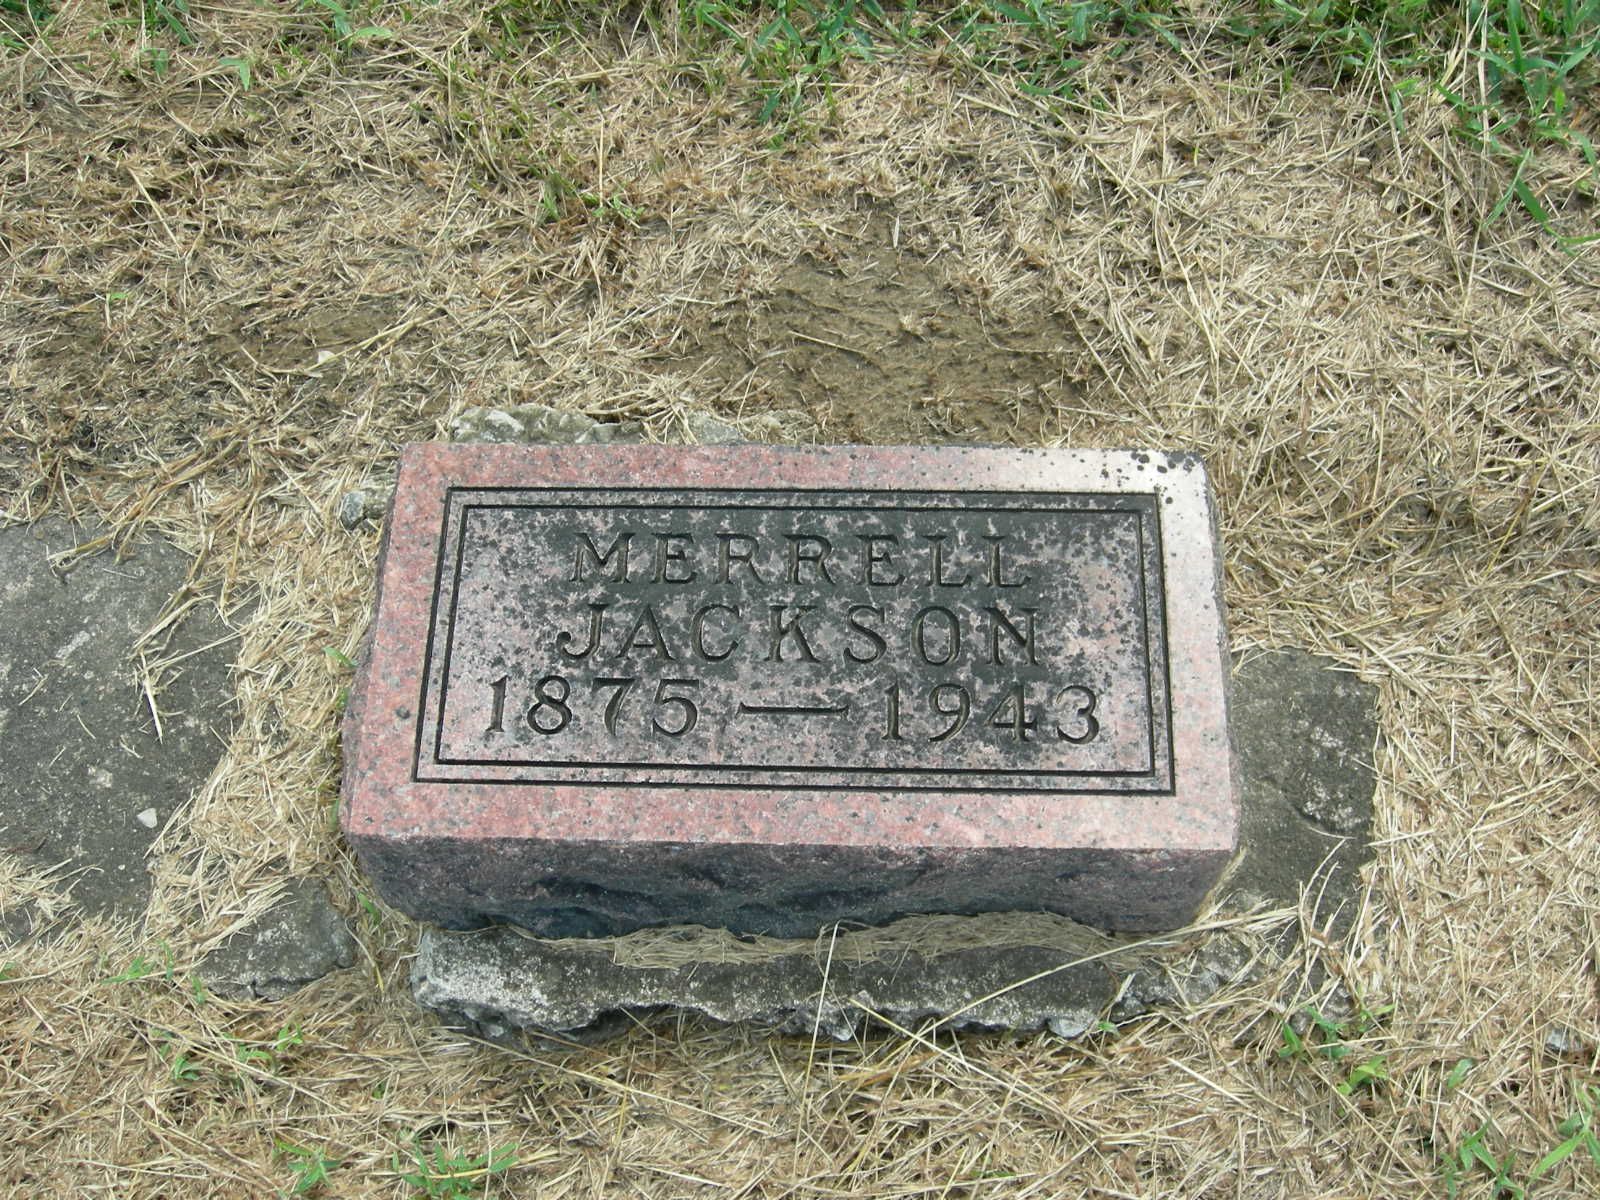 MERRELL
JACKSON
1875 — 1943